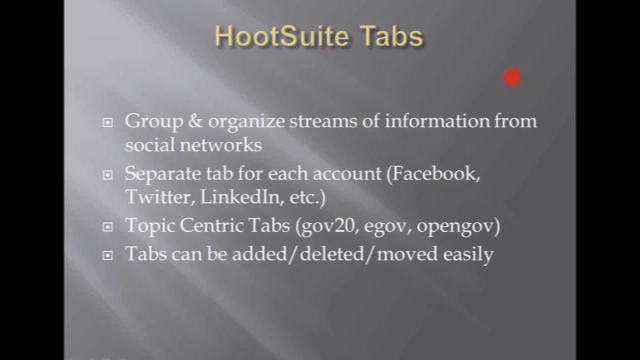 HootSuite Tabs
Group & organize streams of information from
social networks
Separate tab for each account (Facebook,
Twitter, LinkedIn, etc.)
Topic Centric Tabs (gov20, egov, opengov)
Tabs can be added/deleted/moved easily